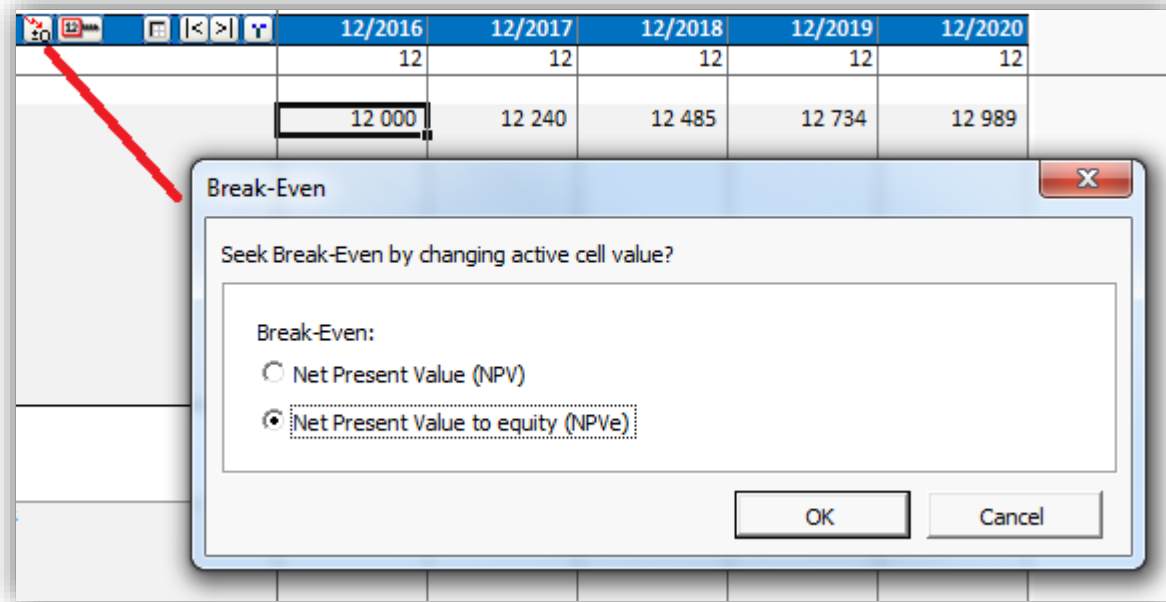 ±0 12 |< >| 12/2016 12/2017 12/2018 12/2019 12/2020
12 12 12 12 12
12 000 12 240 12 485 12 734 12 989
Break-Even
Seek Break-Even by changing active cell value?
Break-Even:
Net Present Value (NPV)
Net Present Value to equity (NPVe)
OK Cancel